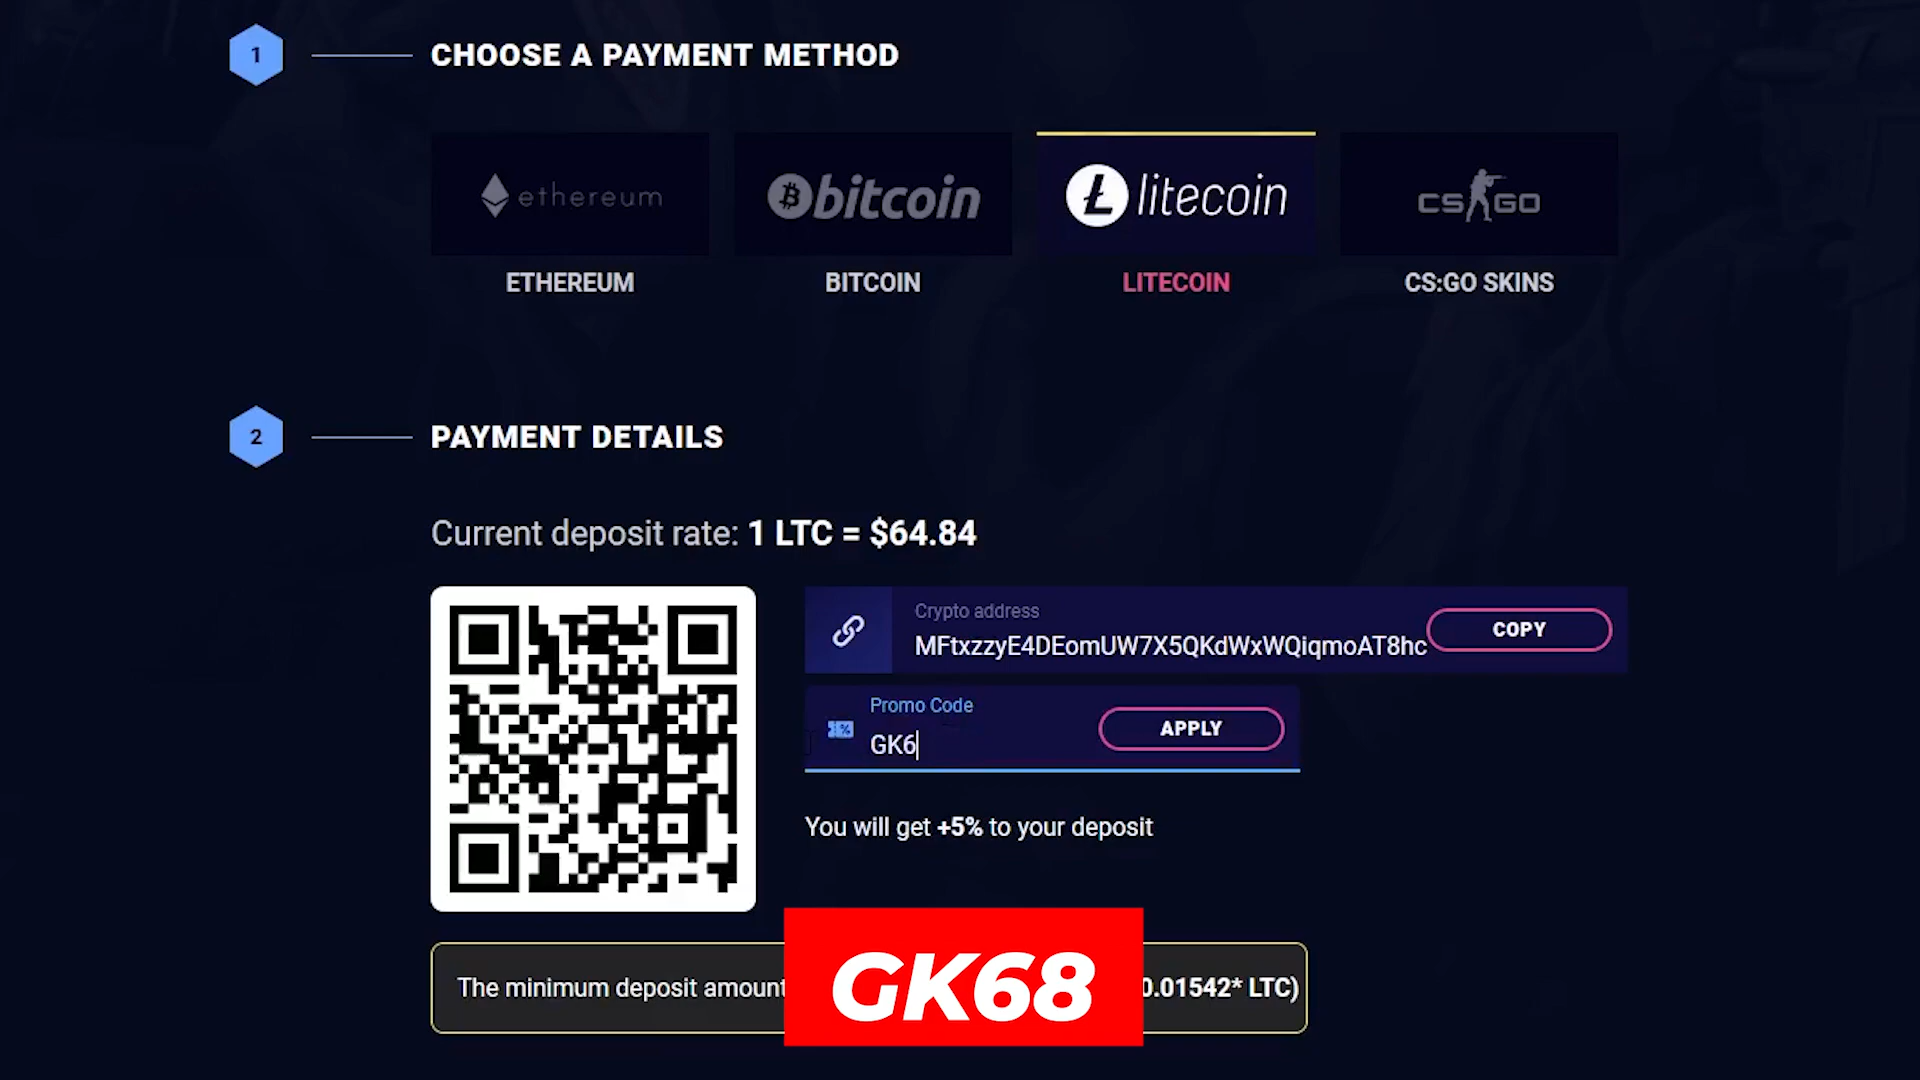 1
CHOOSE A PAYMENT METHOD
ethereum
bitcoin
litecoin
CS GO
ETHEREUM
BITCOIN
LITECOIN
CS:GO SKINS
2
PAYMENT DETAILS
Current deposit rate: 1 LTC = $64.84
Crypto address
MFtxzzyE4DEomUW7X5QKdWxWQiqmoAT8hc
COPY
Promo Code
GK6
APPLY
You will get +5% to your deposit
The minimum deposit amount
0.01542* LTC)
GK68